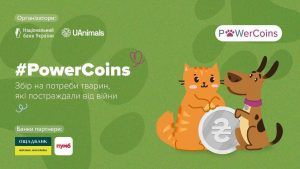 Організатори:
Національний
банк України
UAnimals
POWerCoins
#PowerCoins
Збір на потреби тварин,
які постраждали від війни
Банки партнери:
ОЩАДБАНК
пумб